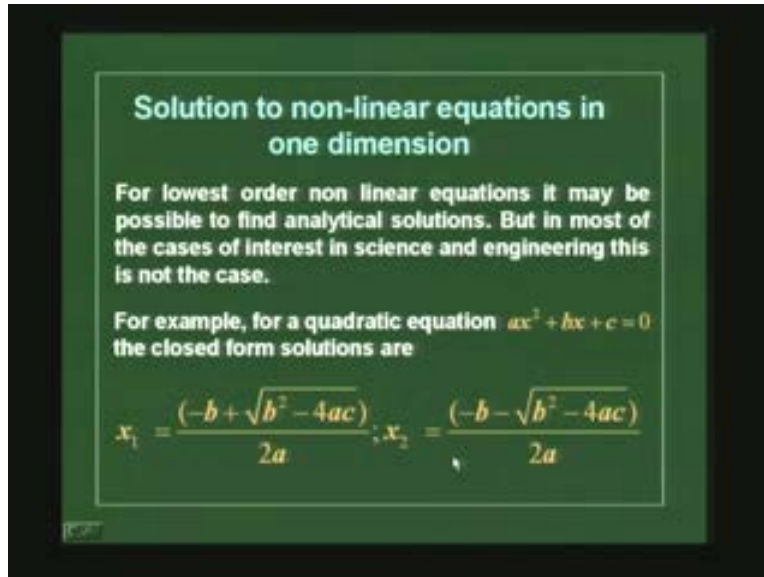 Solution to non-linear equations in
one dimension
For lowest order non linear equations it may be
possible to find analytical solutions. But in most of
the cases of interest in science and engineering this
is not the case.
For example, for a quadratic equation ax² + bx + c = 0
the closed form solutions are
x₁ = (-b + √b² - 4ac) / 2a ; x₂ = (-b - √b² - 4ac) / 2a